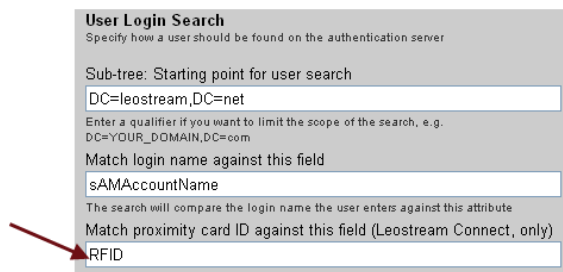 User Login Search
Specify how a user should be found on the authentication server
Sub-tree: Starting point for user search
DC=leostream,DC=net
Enter a qualifier if you want to limit the scope of the search, e.g.
DC=YOUR_DOMAIN,DC=com
Match login name against this field
sAMAccountName
The search will compare the login name the user enters against this attribute
Match proximity card ID against this field (Leostream Connect, only)
RFID